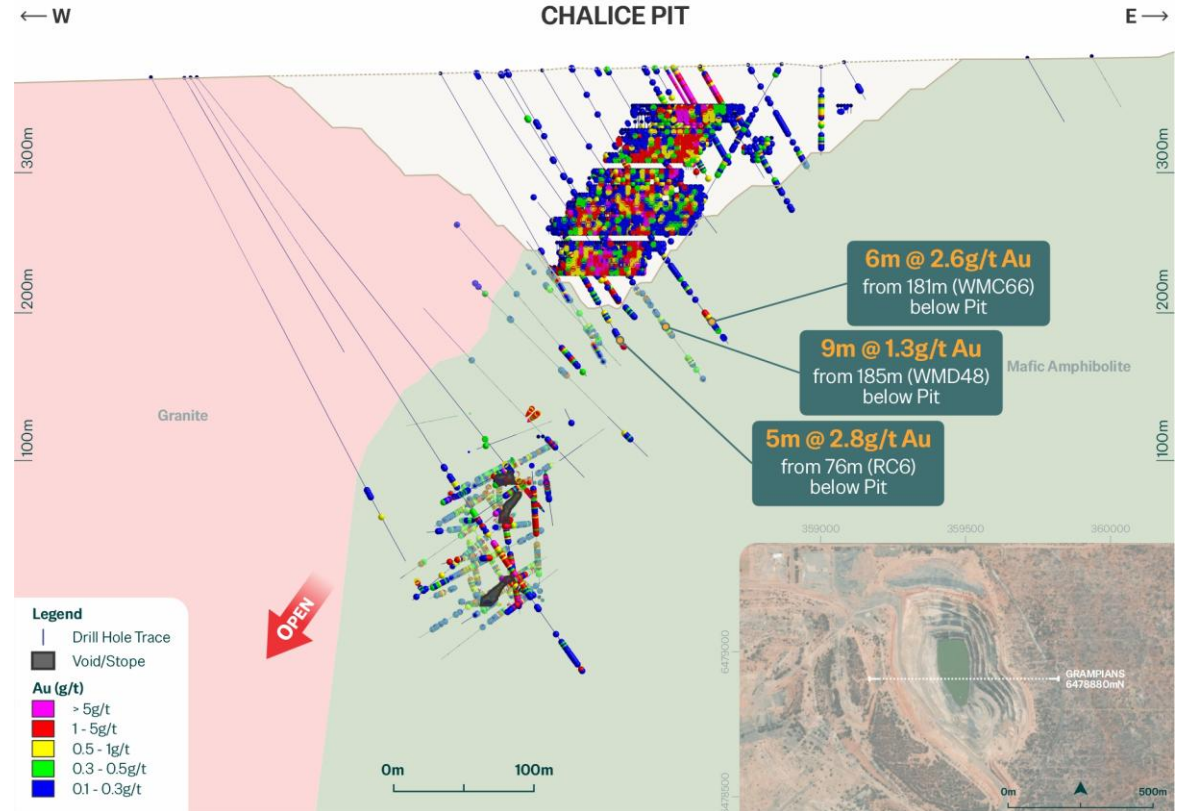 ← W
CHALICE PIT
E →
300m
200m
100m
300m
200m
100m
6m @ 2.6g/t Au
from 181m (WMC66)
below Pit
9m @ 1.3g/t Au
from 185m (WMD48)
below Pit
5m @ 2.8g/t Au
from 76m (RC6)
below Pit
Mafic Amphibolite
Granite
OPEN
Legend
Drill Hole Trace
Void/Stope
Au (g/t)
> 5g/t
1 - 5g/t
0.5 - 1g/t
0.3 - 0.5g/t
0.1 - 0.3g/t
0m
100m
359000
359500
360000
6479000
6478500
GRAMPIANS
6478880mN
0m
500m